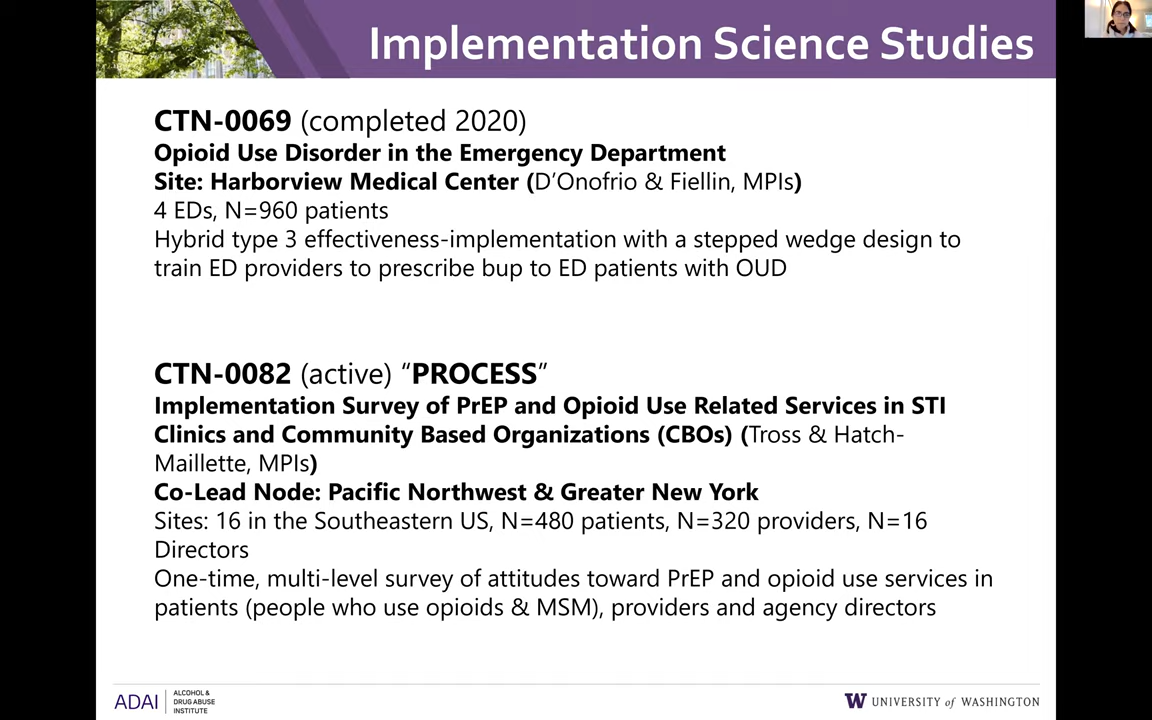 Implementation Science Studies
CTN-0069 (completed 2020)
Opioid Use Disorder in the Emergency Department
Site: Harborview Medical Center (D’Onofrio & Fiellin, MPIs)
4 EDs, N=960 patients
Hybrid type 3 effectiveness-implementation with a stepped wedge design to
train ED providers to prescribe bup to ED patients with OUD
CTN-0082 (active) “PROCESS”
Implementation Survey of PrEP and Opioid Use Related Services in STI
Clinics and Community Based Organizations (CBOs) (Tross & Hatch-
Maillette, MPIs)
Co-Lead Node: Pacific Northwest & Greater New York
Sites: 16 in the Southeastern US, N=480 patients, N=320 providers, N=16
Directors
One-time, multi-level survey of attitudes toward PrEP and opioid use services in
patients (people who use opioids & MSM), providers and agency directors
ADAI
ALCOHOL &
DRUG ABUSE
INSTITUTE
W UNIVERSITY of WASHINGTON